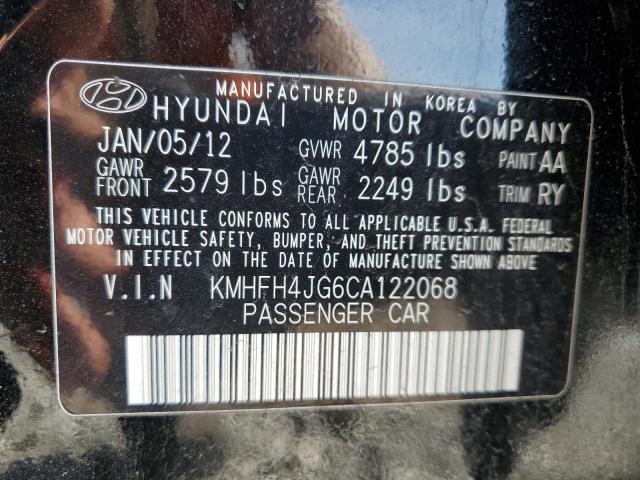 MANUFACTURED IN KOREA BY
HYUNDAI MOTOR COMPANY
JAN/05/12 GVWR 4785 lbs PAINT AA
GAWR FRONT 2579 lbs GAWR REAR 2249 lbs TRIM RY
THIS VEHICLE CONFORMS TO ALL APPLICABLE U.S.A. FEDERAL
MOTOR VEHICLE SAFETY, BUMPER, AND THEFT PREVENTION STANDARDS
IN EFFECT ON THE DATE OF MANUFACTURE SHOWN ABOVE
V.I.N KMHFH4JG6CA122068
PASSENGER CAR